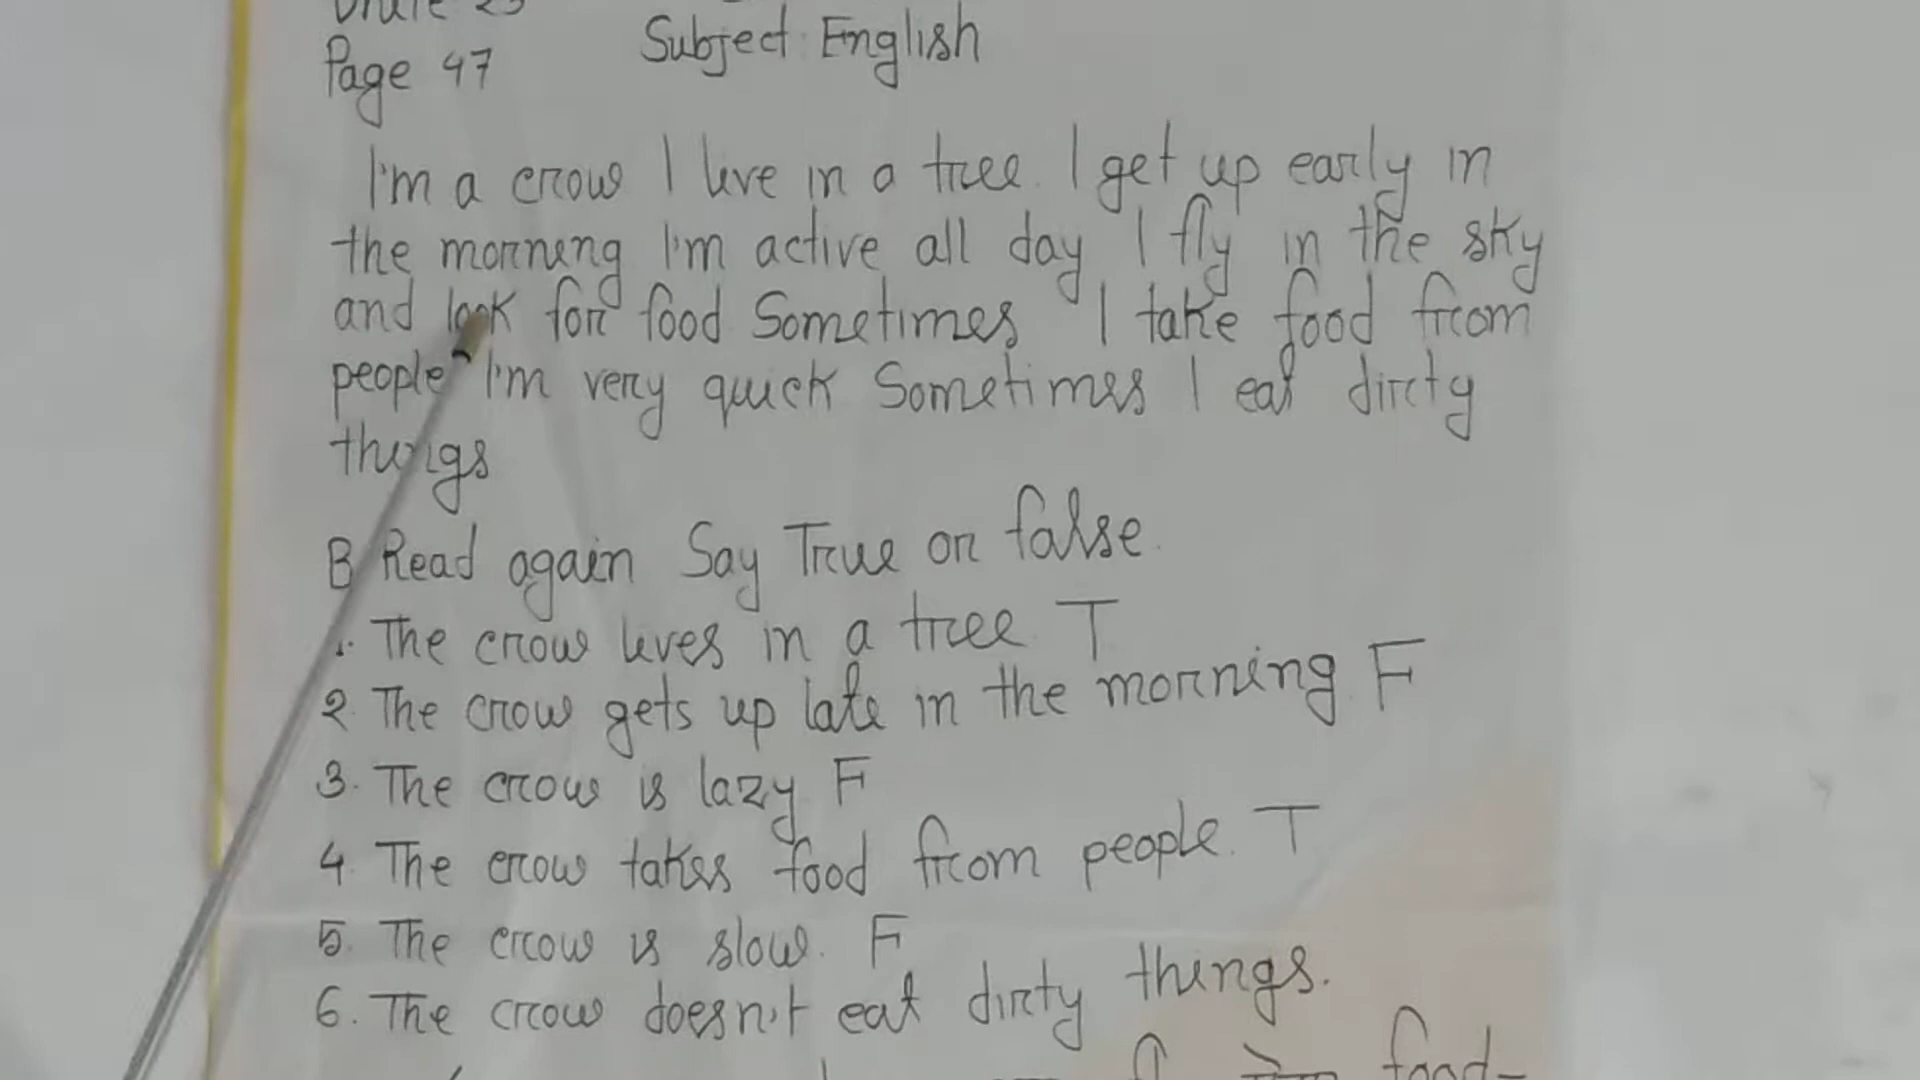 Page 47
Subject: English
I'm a crow I live in a tree. I get up early in
the morning I'm active all day I fly in the sky
and look for food Sometimes I take food from
people I'm very quick Sometimes I eat dirty
things
B Read again Say True or false.
1. The crow lives in a tree T
2. The crow gets up late in the morning F
3. The crow is lazy F
4. The crow takes food from people. T
5. The crow is slow. F
6. The crow doesn't eat dirty things.
food-